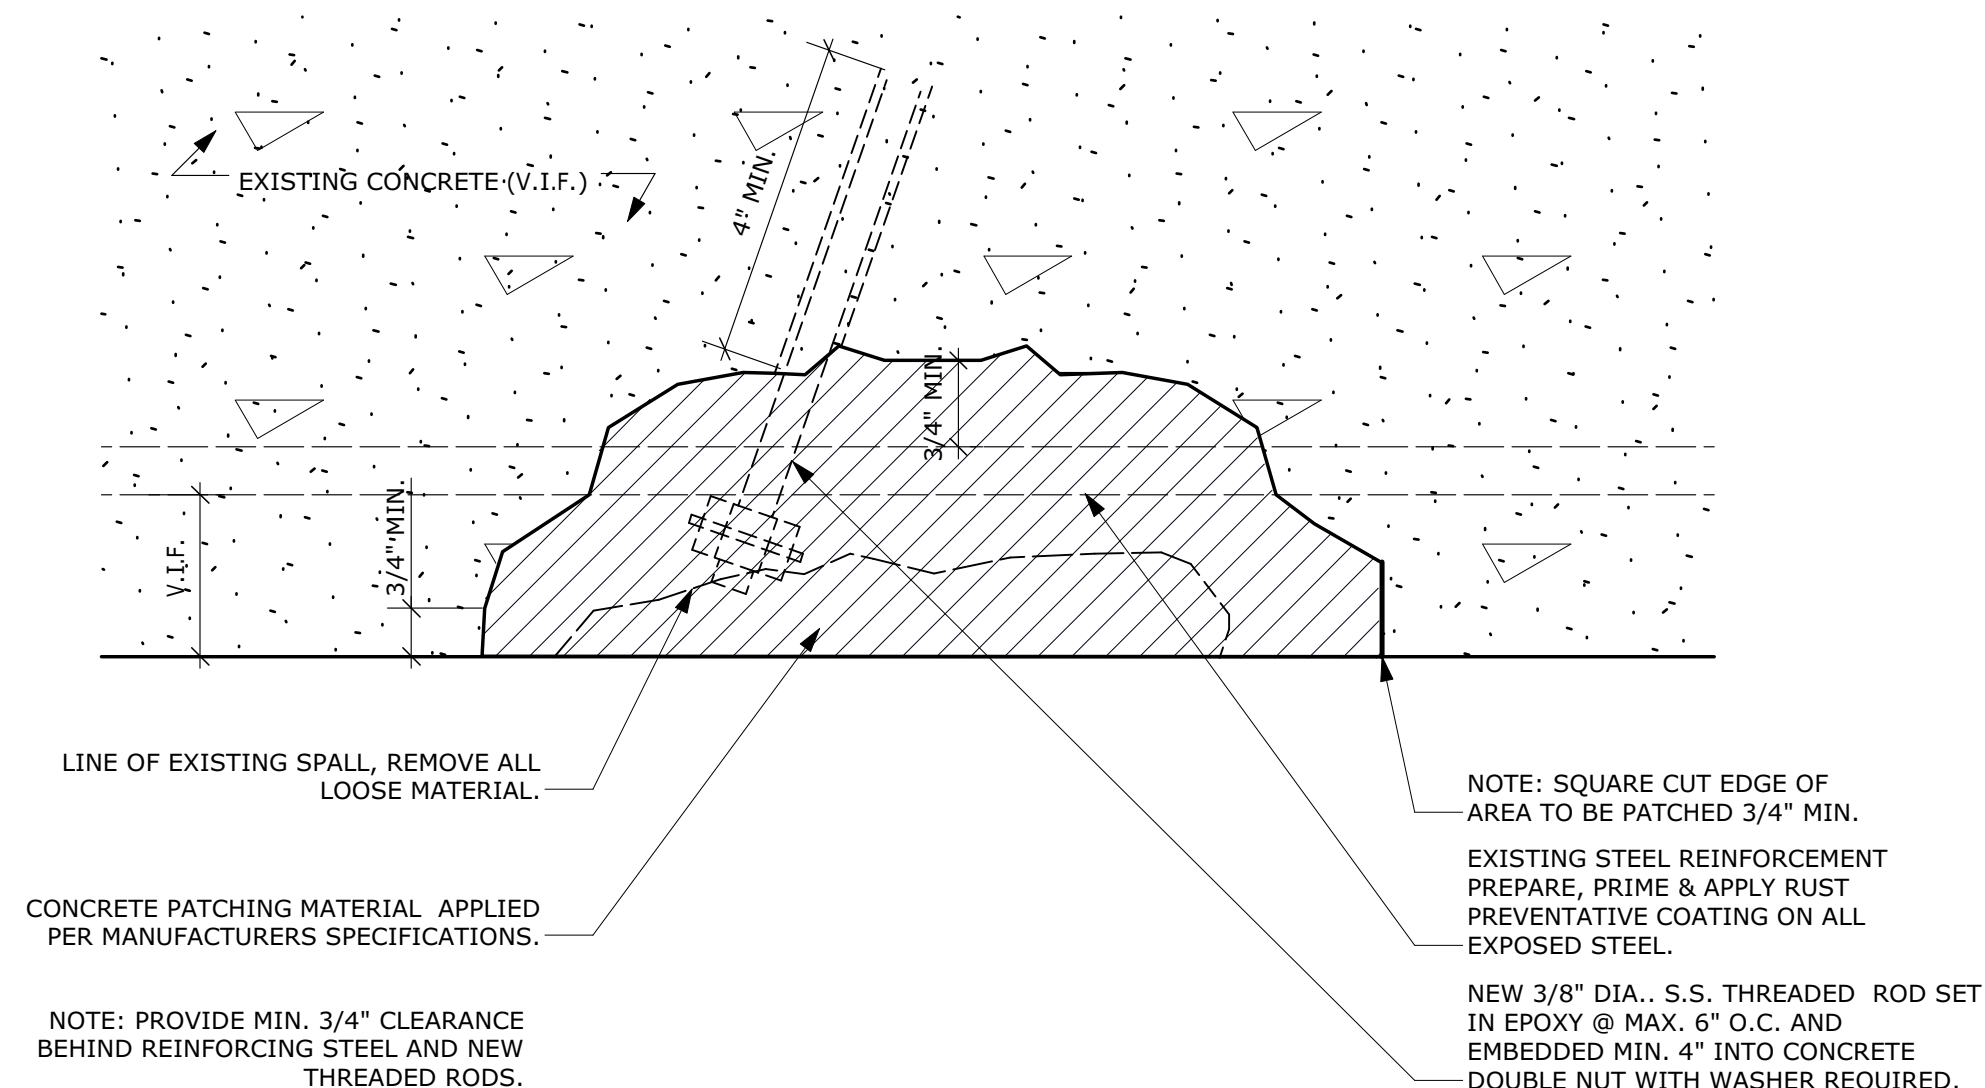 4" MIN.
EXISTING CONCRETE (V.I.F.)
3/4" MIN.
3/4" MIN.
V.I.F.
LINE OF EXISTING SPALL, REMOVE ALL
LOOSE MATERIAL.
CONCRETE PATCHING MATERIAL APPLIED
PER MANUFACTURERS SPECIFICATIONS.
NOTE: PROVIDE MIN. 3/4" CLEARANCE
BEHIND REINFORCING STEEL AND NEW
THREADED RODS.
NOTE: SQUARE CUT EDGE OF
AREA TO BE PATCHED 3/4" MIN.
EXISTING STEEL REINFORCEMENT
PREPARE, PRIME & APPLY RUST
PREVENTATIVE COATING ON ALL
EXPOSED STEEL.
NEW 3/8" DIA.. S.S. THREADED ROD SET
IN EPOXY @ MAX. 6" O.C. AND
EMBEDDED MIN. 4" INTO CONCRETE
DOUBLE NUT WITH WASHER REQUIRED.